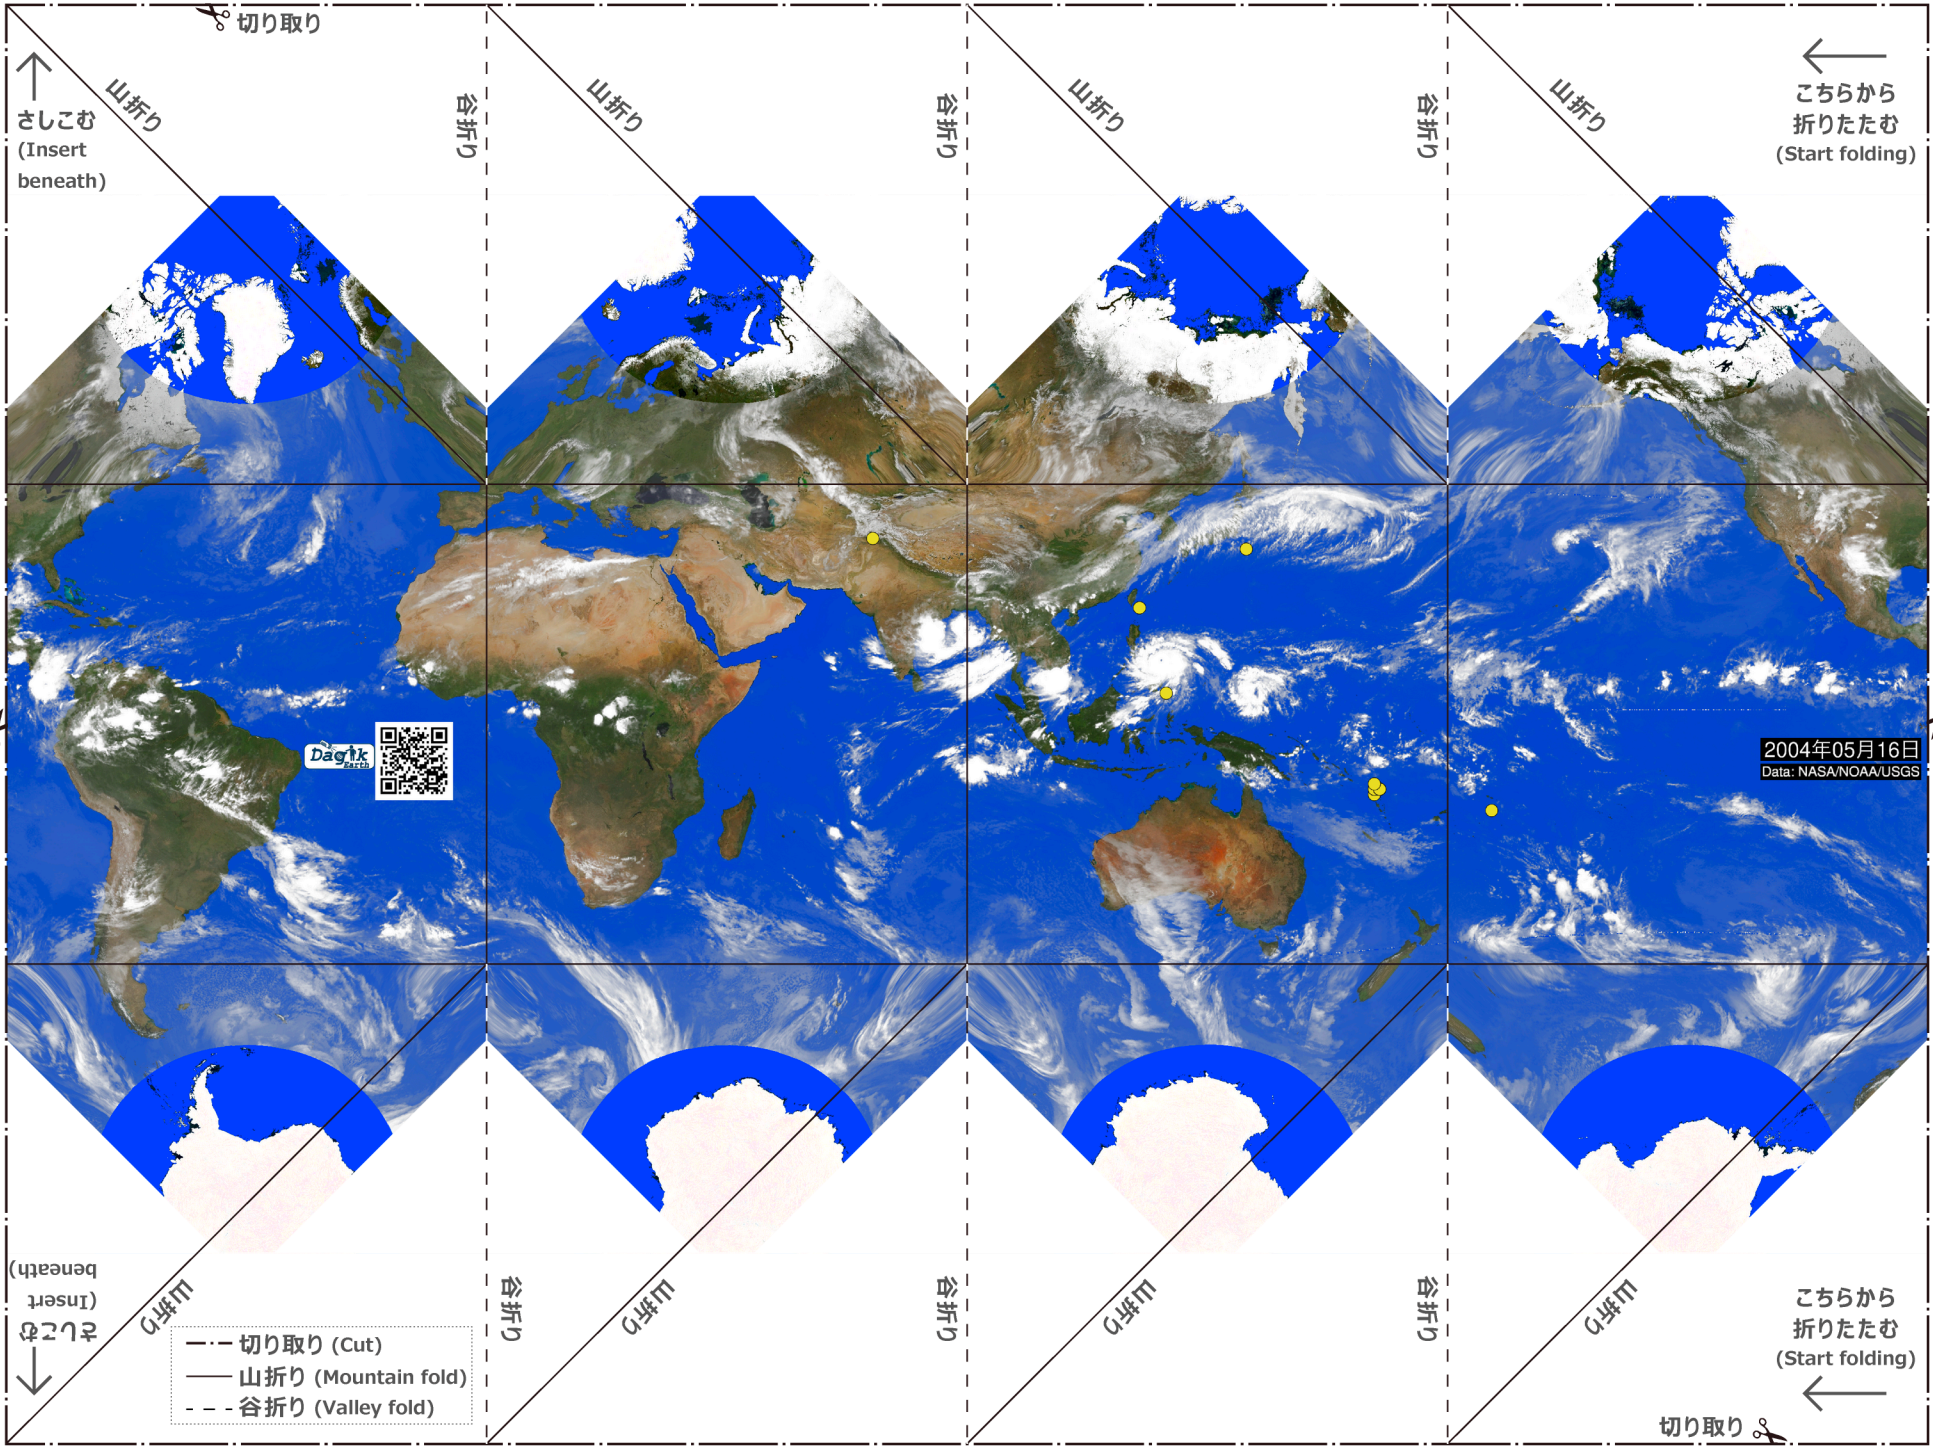 切り取り
山折り
谷折り
山折り
谷折り
山折り
谷折り
山折り
さしこむ
(Insert
beneath)
こちらから
折りたたむ
(Start folding)
Dagik
Earth
2004年05月16日
Data: NASA/NOAA/USGS
さしこむ
(Insert
beneath)
山折り
谷折り
山折り
谷折り
山折り
谷折り
山折り
こちらから
折りたたむ
(Start folding)
切り取り (Cut)
山折り (Mountain fold)
谷折り (Valley fold)
切り取り